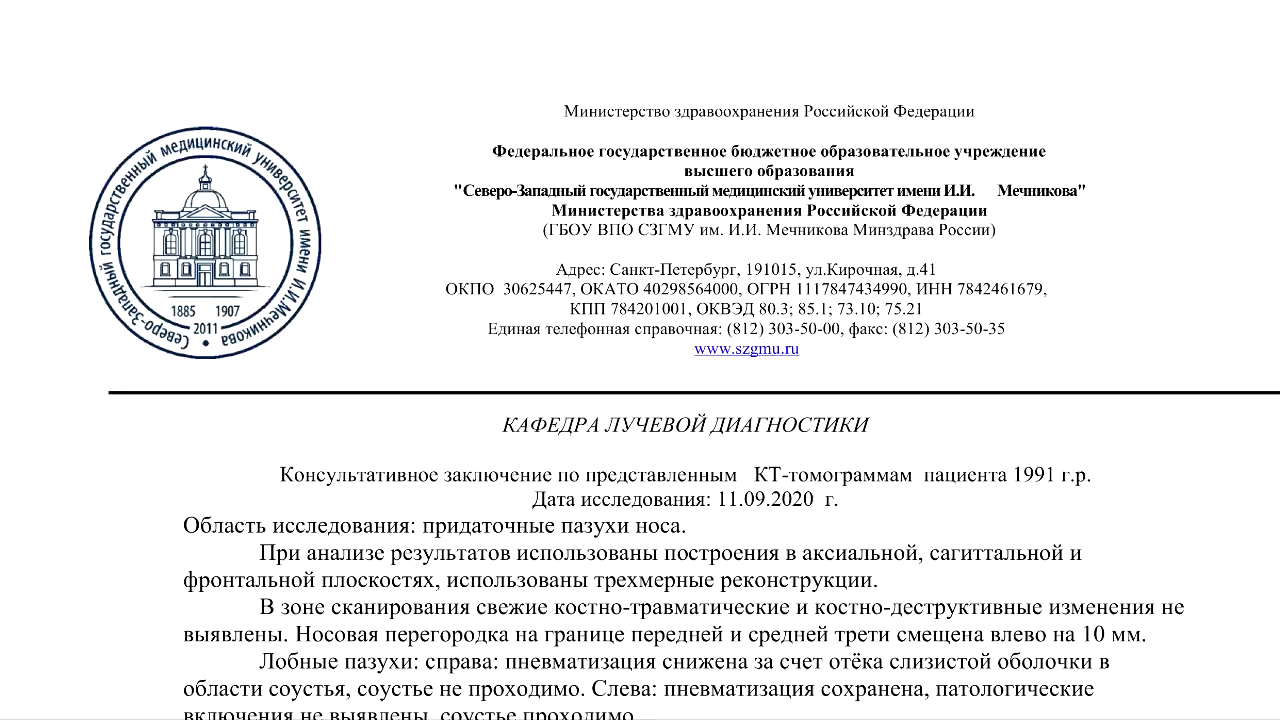 Министерство здравоохранения Российской Федерации
Федеральное государственное бюджетное образовательное учреждение
высшего образования
"Северо-Западный государственный медицинский университет имени И.И. Мечникова"
Министерства здравоохранения Российской Федерации
(ГБОУ ВПО СЗГМУ им. И.И. Мечникова Минздрава России)
Адрес: Санкт-Петербург, 191015, ул.Кирочная, д.41
ОКПО 30625447, ОКАТО 40298564000, ОГРН 1117847434990, ИНН 7842461679,
КПП 784201001, ОКВЭД 80.3; 85.1; 73.10; 75.21
Единая телефонная справочная: (812) 303-50-00, факс: (812) 303-50-35
www.szgmu.ru
Северо-Западный государственный медицинский университет имени И.И.Мечникова
1885 1907
2011
КАФЕДРА ЛУЧЕВОЙ ДИАГНОСТИКИ
Консультативное заключение по представленным КТ-томограммам пациента 1991 г.р.
Дата исследования: 11.09.2020 г.
Область исследования: придаточные пазухи носа.
При анализе результатов использованы построения в аксиальной, сагиттальной и
фронтальной плоскостях, использованы трехмерные реконструкции.
В зоне сканирования свежие костно-травматические и костно-деструктивные изменения не
выявлены. Носовая перегородка на границе передней и средней трети смещена влево на 10 мм.
Лобные пазухи: справа: пневматизация снижена за счет отёка слизистой оболочки в
области соустья, соустье не проходимо. Слева: пневматизация сохранена, патологические
включения не выявлены, соустье проходимо.